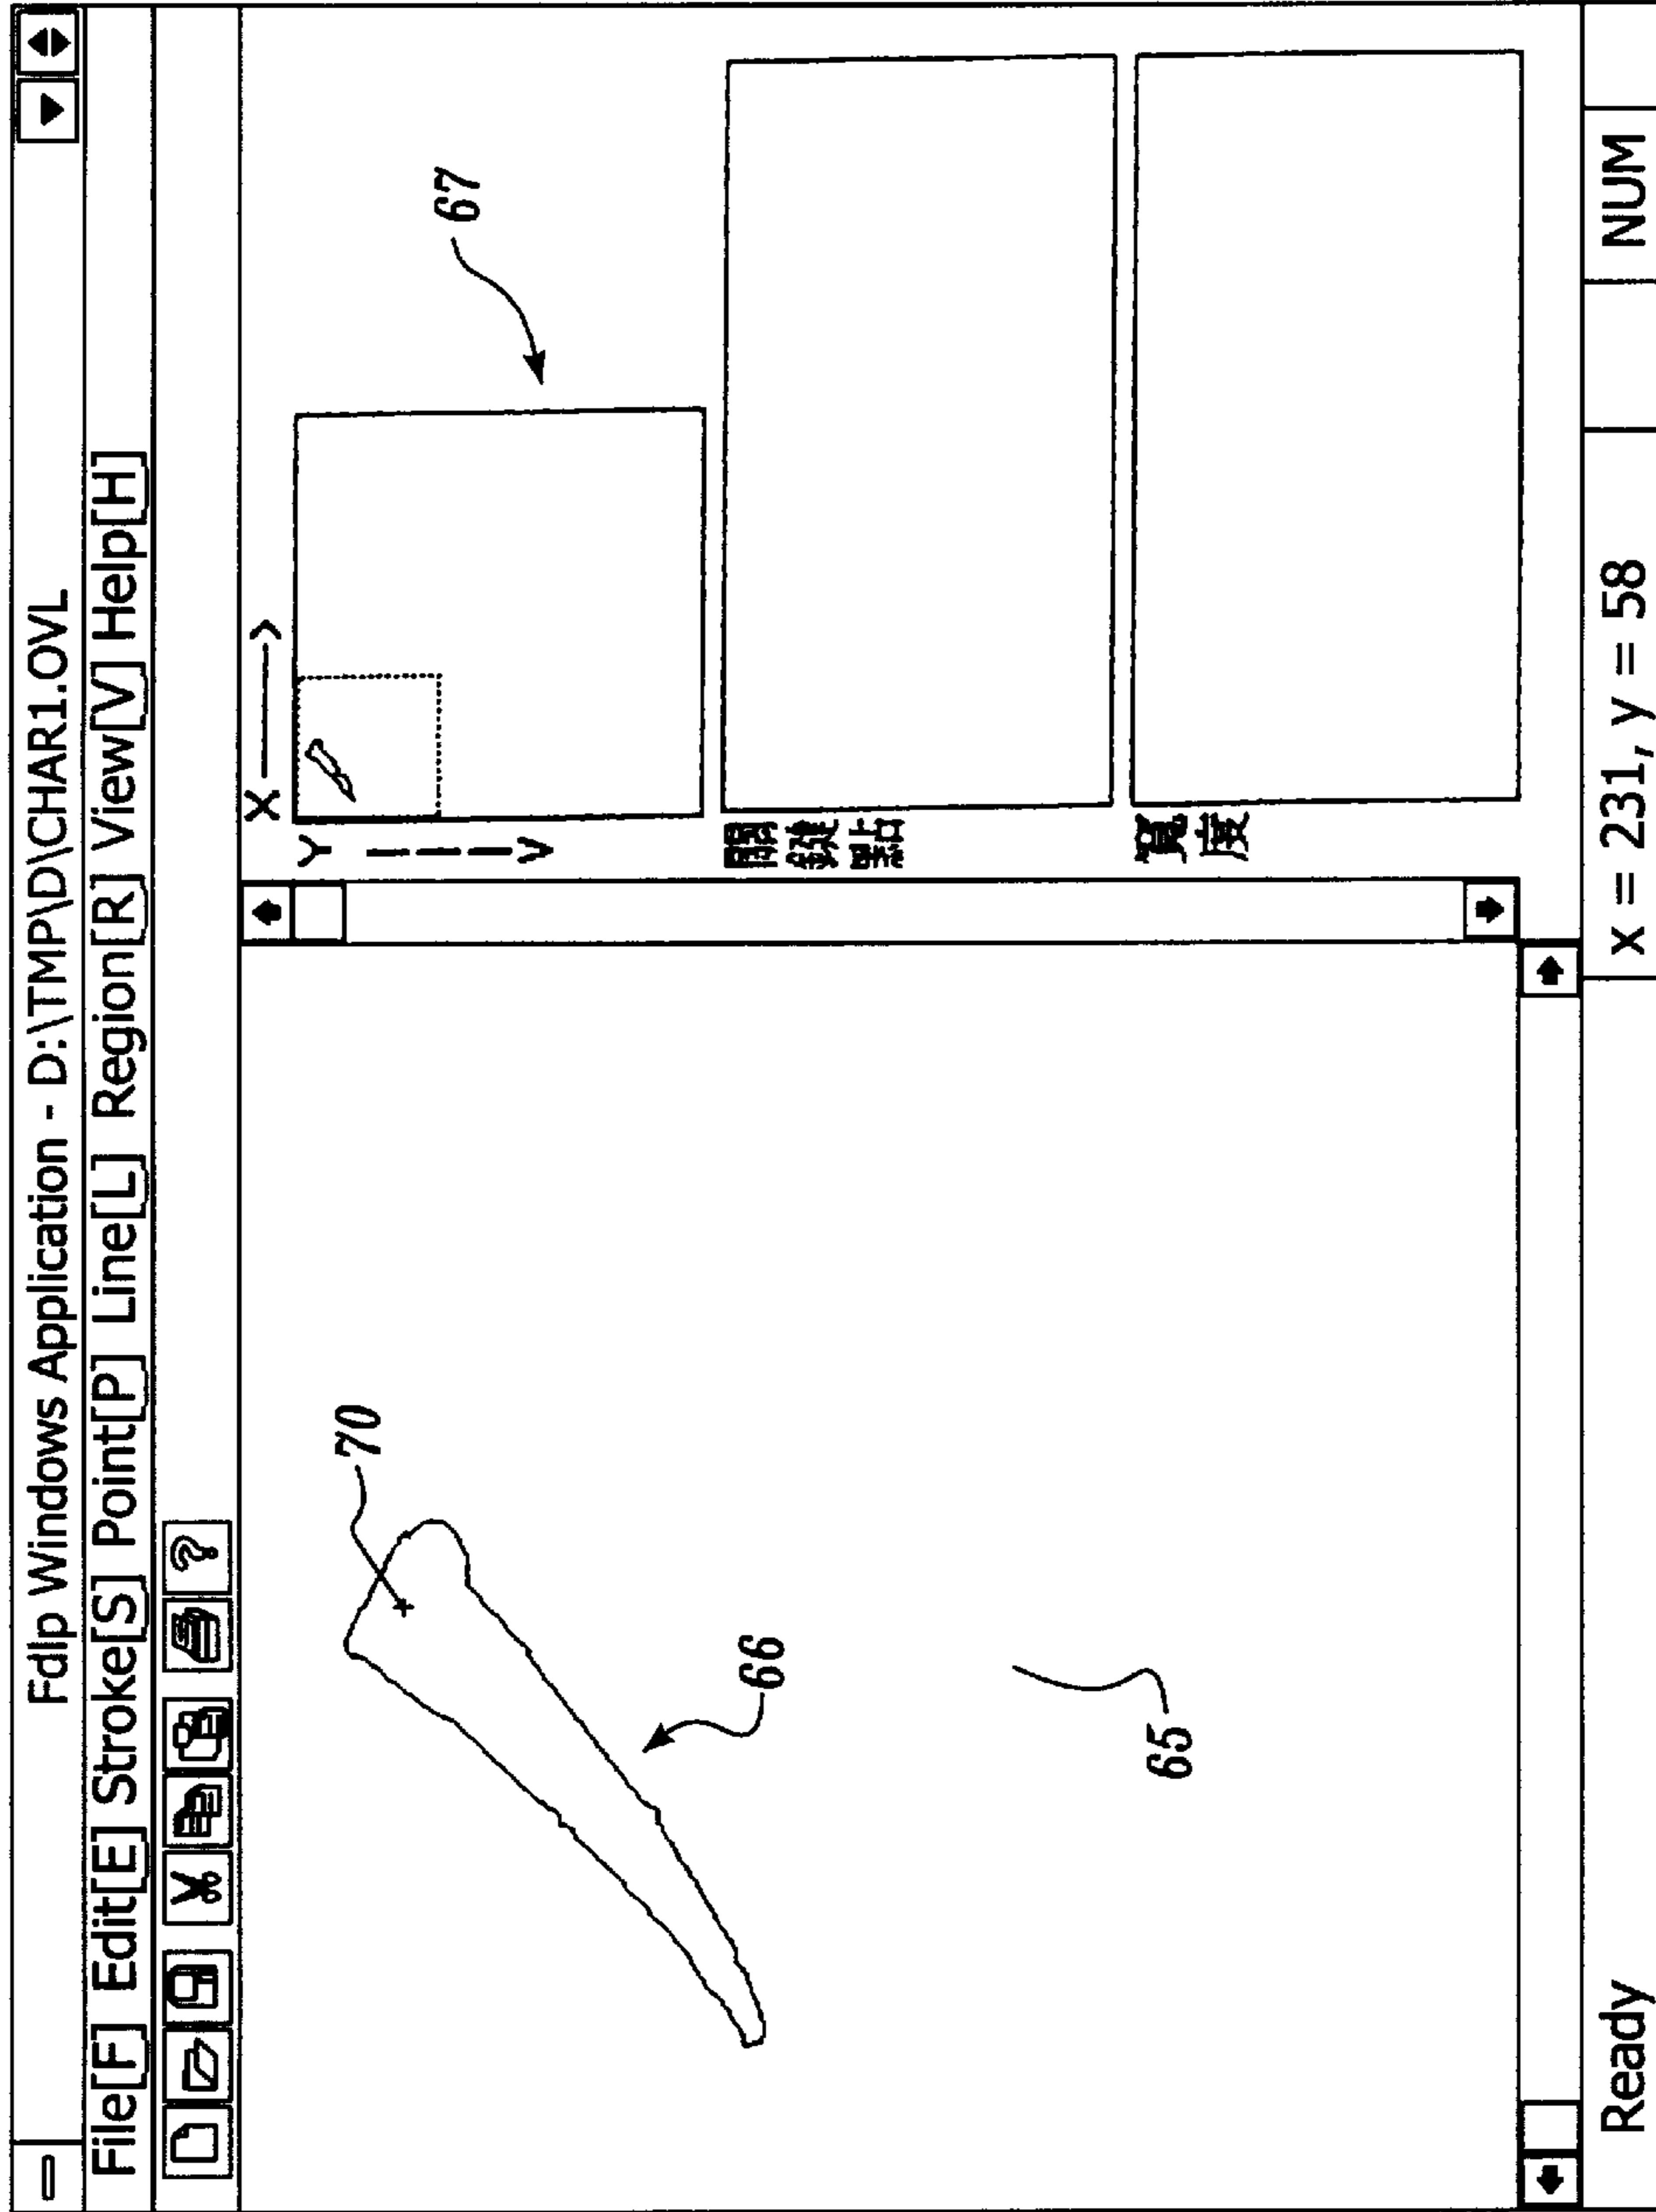 Fdlp Windows Application - D:\TMP\D\CHAR1.OVL
File[F] Edit[E] Stroke[S] Point[P] Line[L] Region[R] View[V] Help[H]
?
X
Y
67
70
66
65
關鍵點
寬度
Ready
x = 231, y = 58
NUM